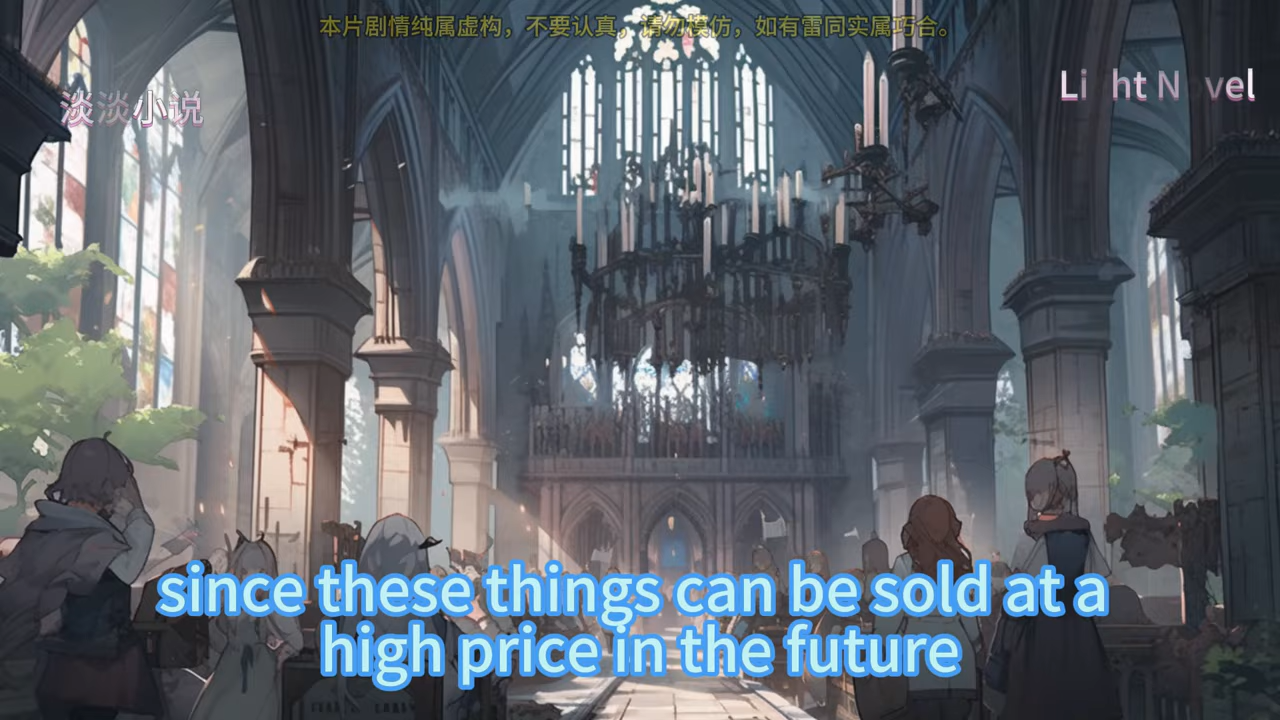 本片剧情纯属虚构，不要认真，请勿模仿，如有雷同实属巧合。
淡淡小说
Li ht N vel
since these things can be sold at a
high price in the future